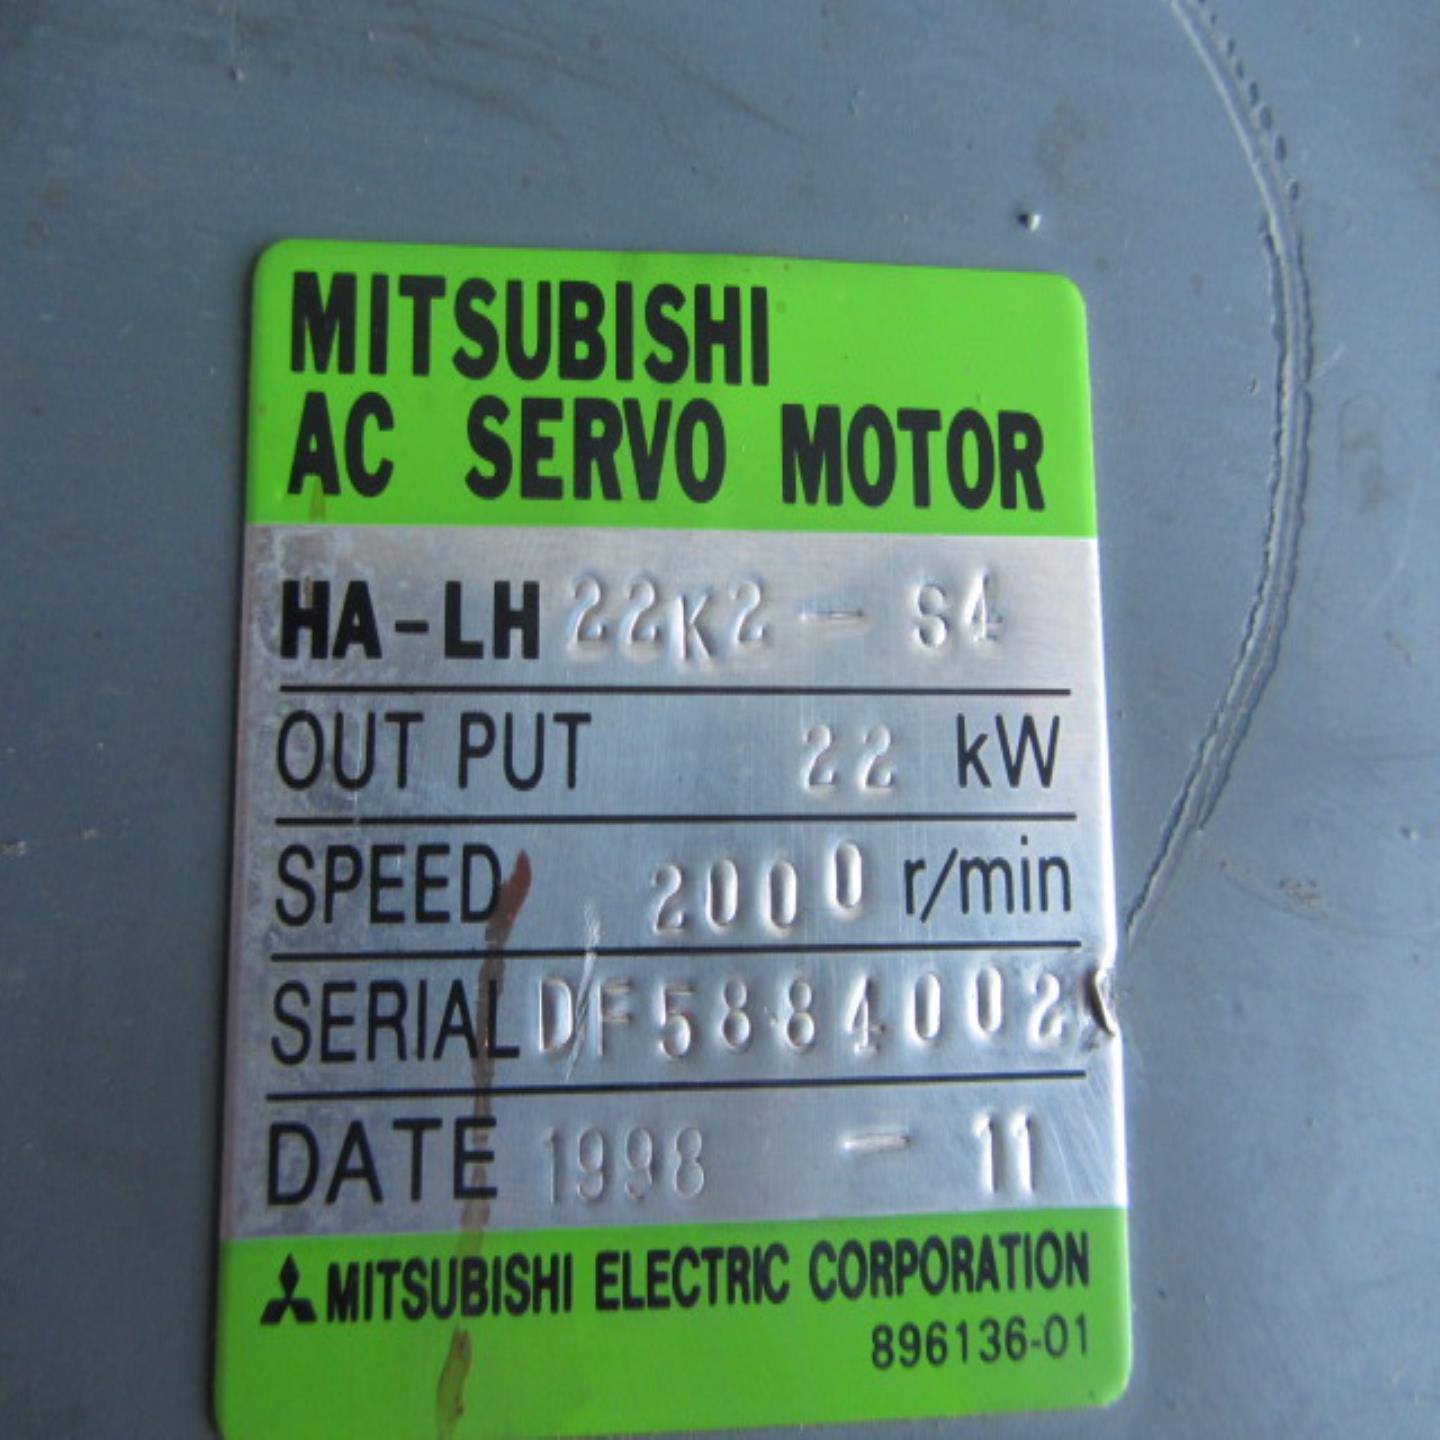 MITSUBISHI
AC SERVO MOTOR
HA-LH 22K2 - S4
OUT PUT 22 kW
SPEED 2000 r/min
SERIAL DF5884002
DATE 1998 - 11
MITSUBISHI ELECTRIC CORPORATION
896136-01